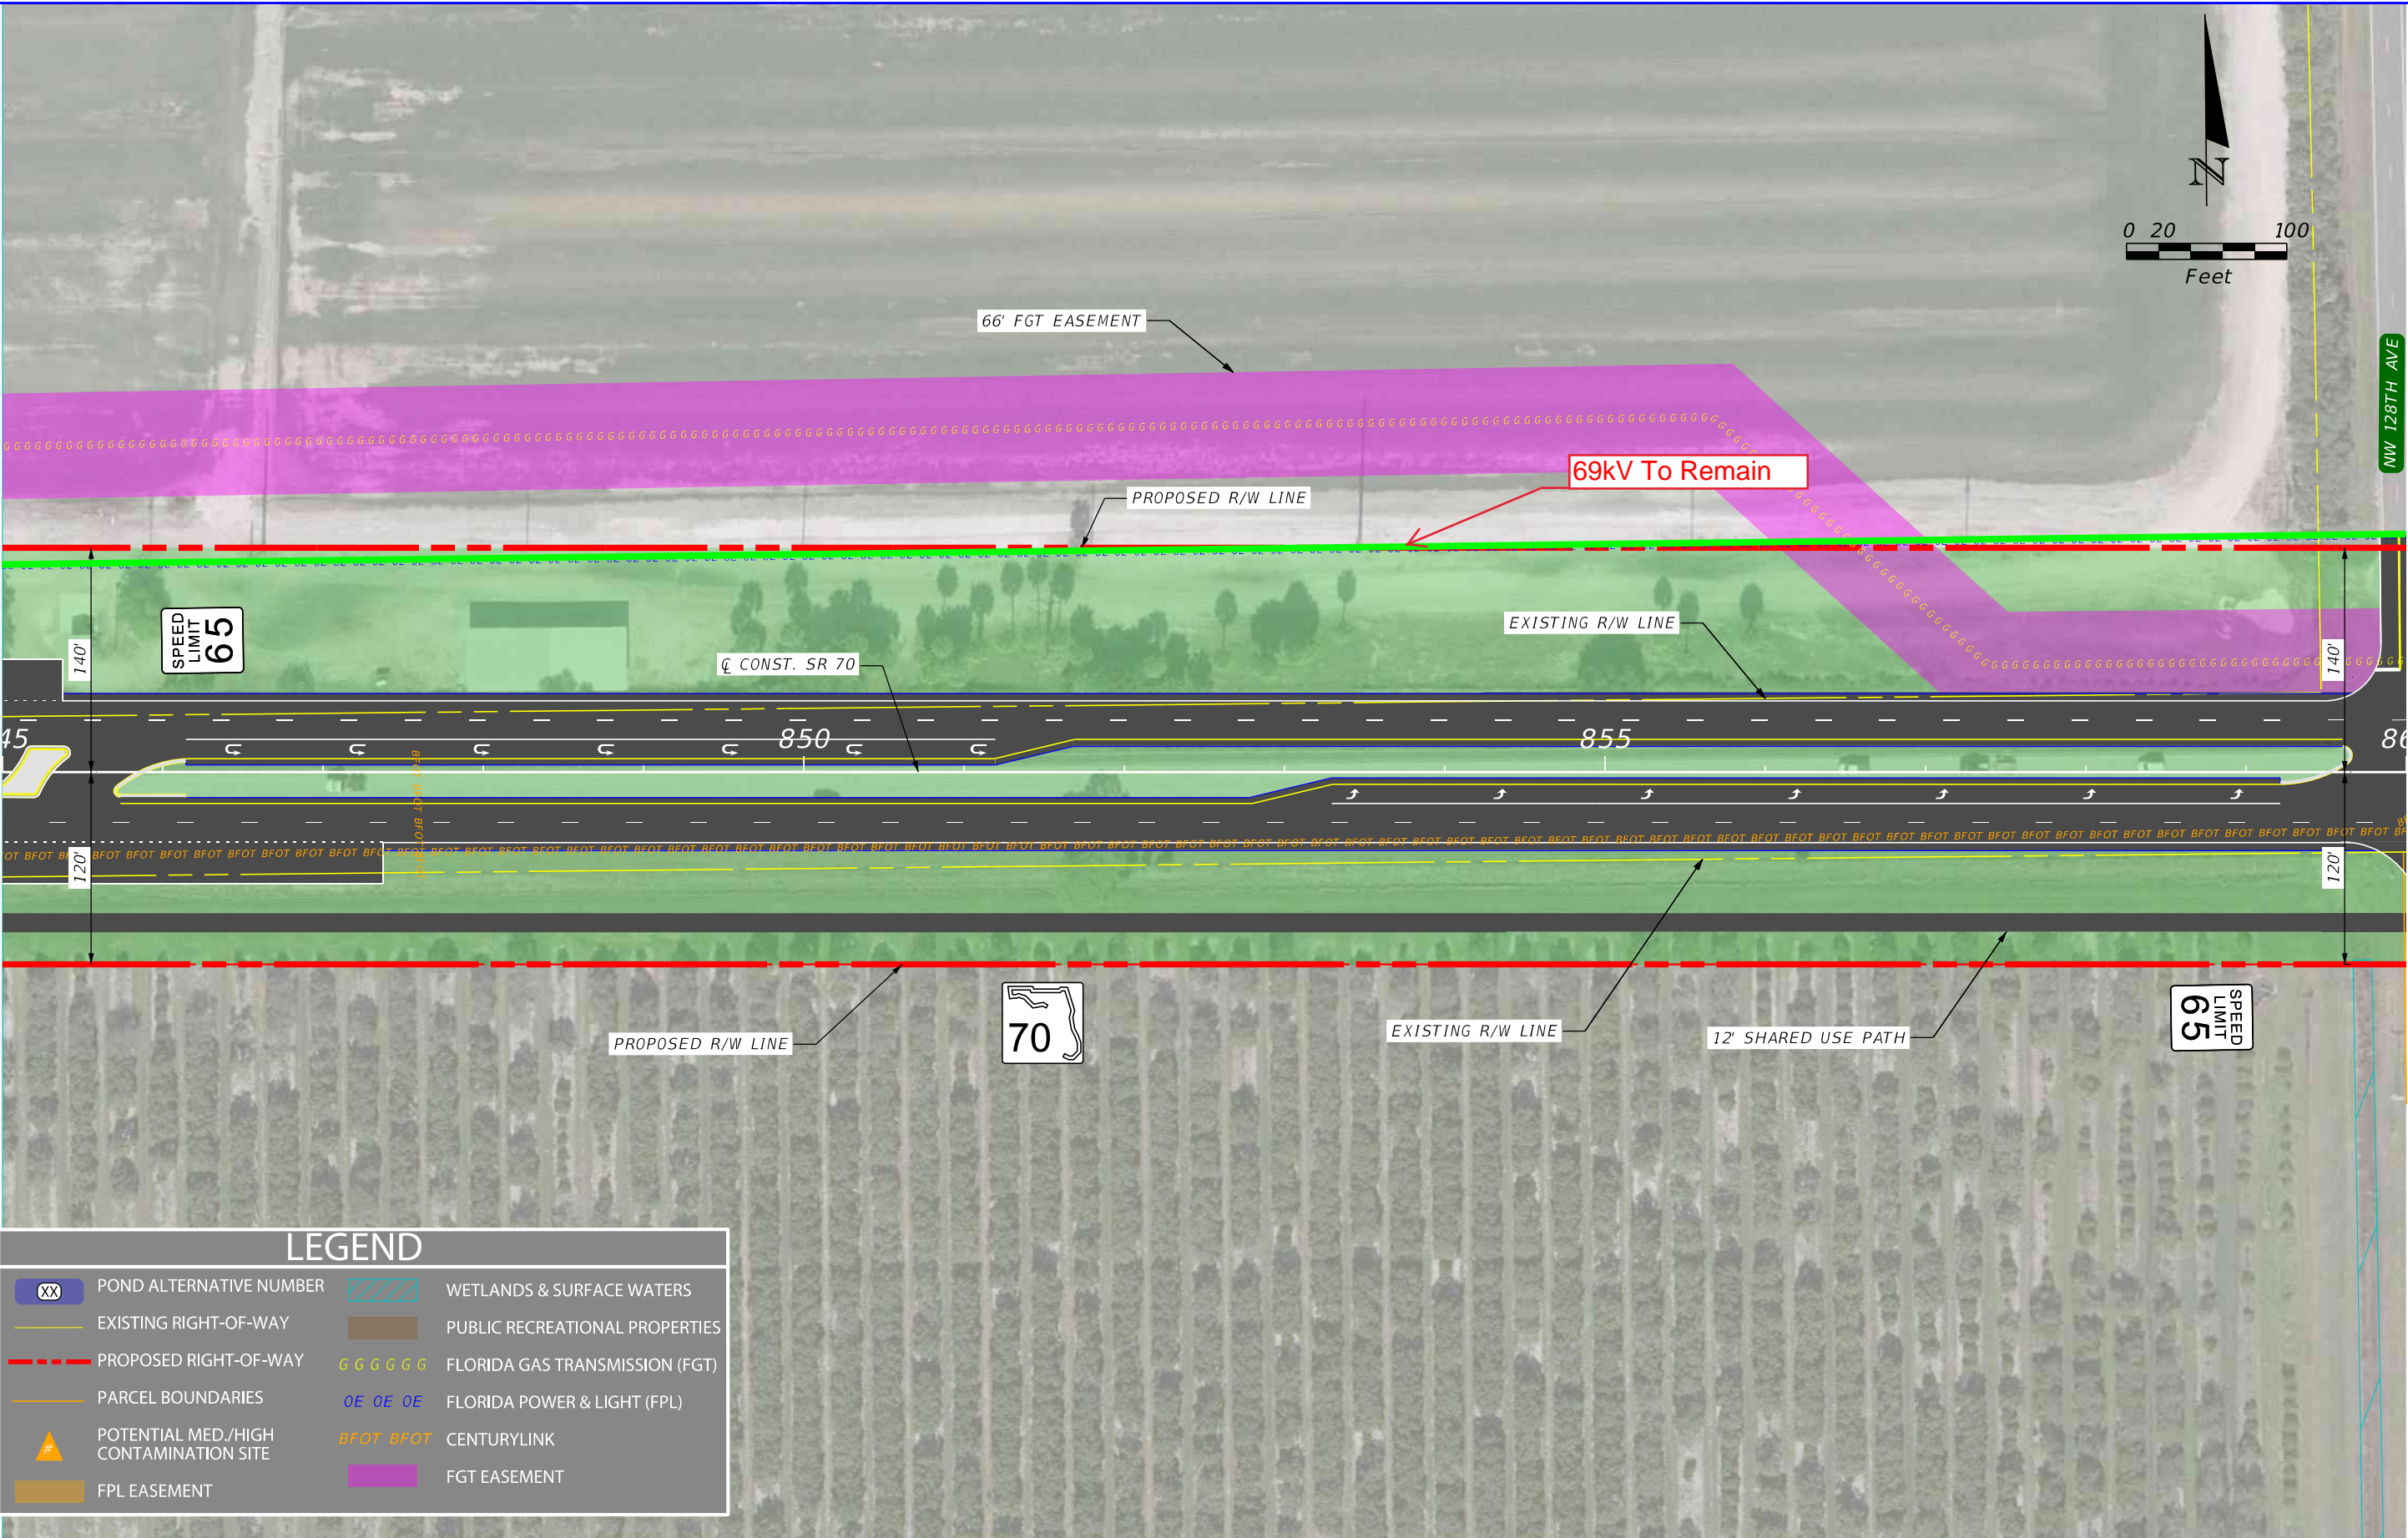 N
0 20 100
Feet
NW 128TH AVE
66' FGT EASEMENT
69kV To Remain
PROPOSED R/W LINE
SPEED
LIMIT
65
140'
EXISTING R/W LINE
140'
℄ CONST. SR 70
45
850
855
86
120'
120'
PROPOSED R/W LINE
70
EXISTING R/W LINE
12' SHARED USE PATH
SPEED
LIMIT
65
LEGEND
XX POND ALTERNATIVE NUMBER
EXISTING RIGHT-OF-WAY
PROPOSED RIGHT-OF-WAY
PARCEL BOUNDARIES
# POTENTIAL MED./HIGH
CONTAMINATION SITE
FPL EASEMENT
WETLANDS & SURFACE WATERS
PUBLIC RECREATIONAL PROPERTIES
G G G G G G FLORIDA GAS TRANSMISSION (FGT)
OE OE OE FLORIDA POWER & LIGHT (FPL)
BFOT BFOT CENTURYLINK
FGT EASEMENT